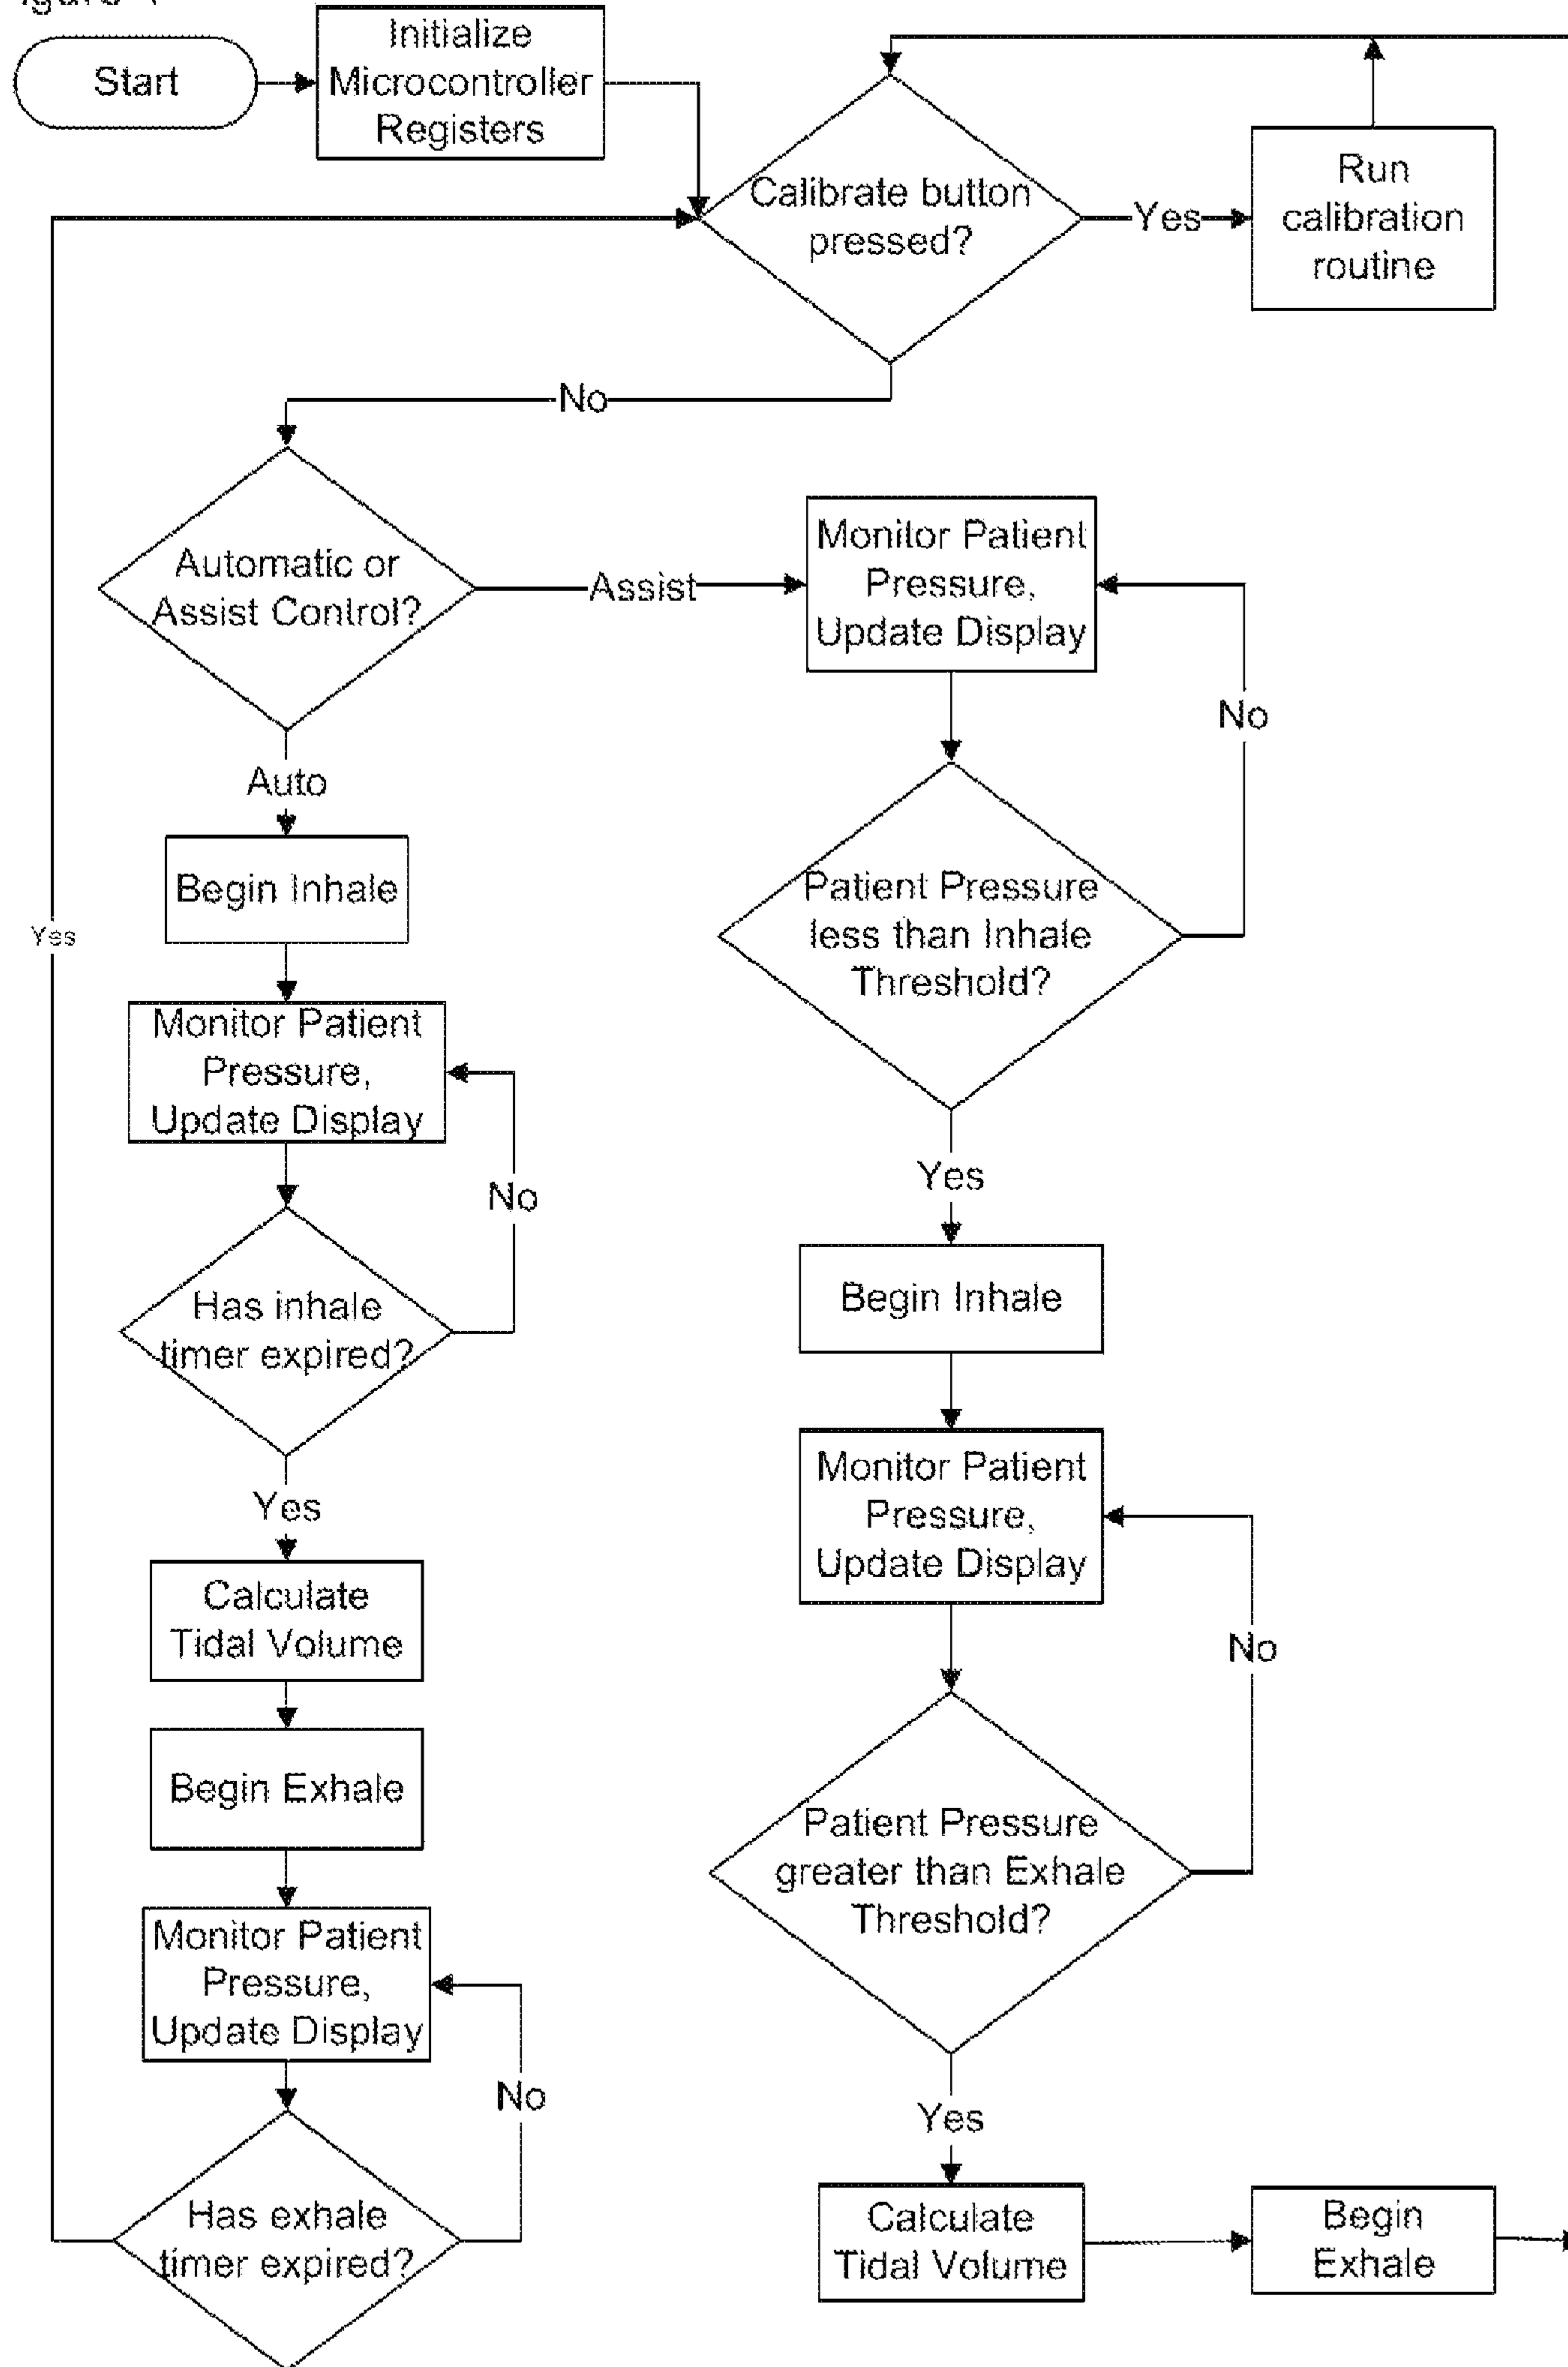 Start
Initialize
Microcontroller
Registers
Calibrate button
pressed?
Yes
Run
calibration
routine
No
Automatic or
Assist Control?
Assist
Monitor Patient
Pressure,
Update Display
No
Auto
Begin Inhale
Patient Pressure
less than Inhale
Threshold?
Yes
Monitor Patient
Pressure,
Update Display
No
Yes
Has inhale
timer expired?
Begin Inhale
Yes
Monitor Patient
Pressure,
Update Display
No
Calculate
Tidal Volume
Begin Exhale
Patient Pressure
greater than Exhale
Threshold?
Monitor Patient
Pressure,
Update Display
No
Yes
Has exhale
timer expired?
Calculate
Tidal Volume
Begin
Exhale